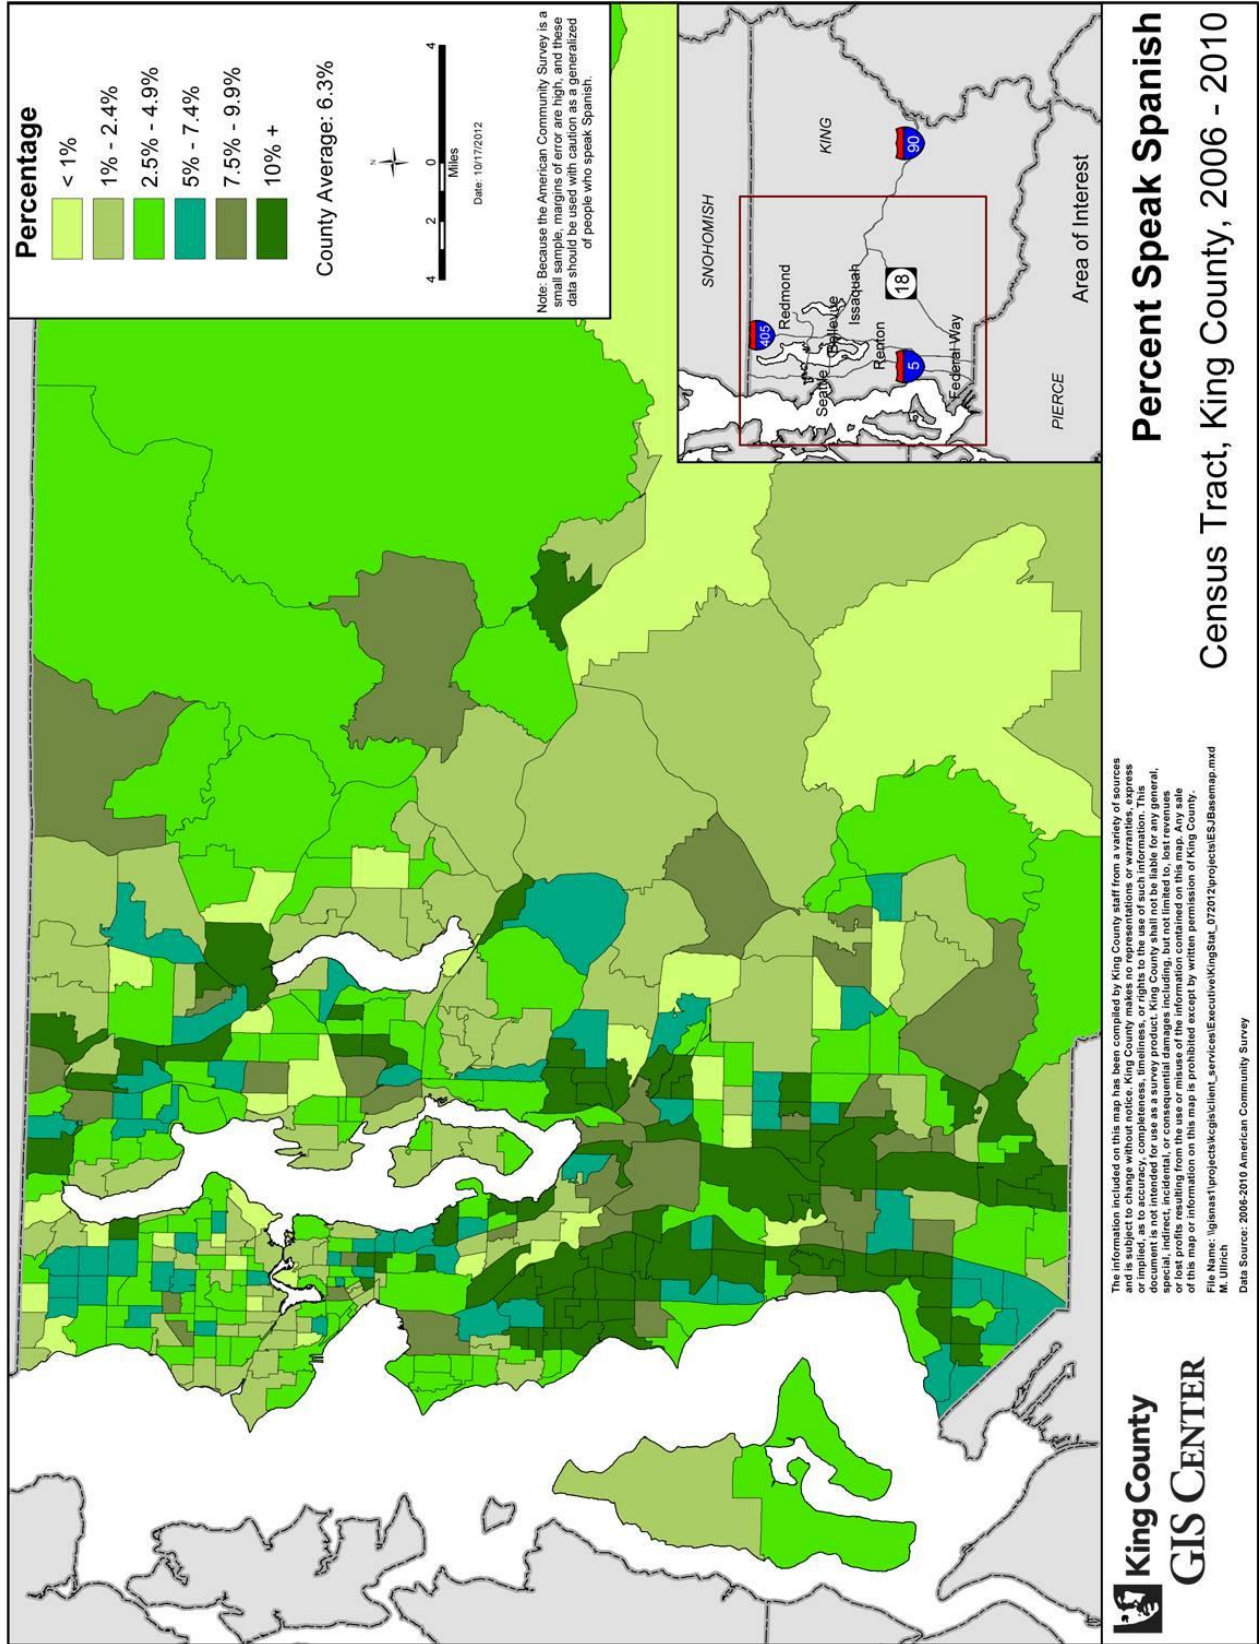 Percentage
< 1%
1% - 2.4%
2.5% - 4.9%
5% - 7.4%
7.5% - 9.9%
10% +
County Average: 6.3%
N
4
2
0
4
Miles
Date: 10/17/2012
Note: Because the American Community Survey is a
small sample, margins of error are high, and these
data should be used with caution as a generalized
of people who speak Spanish.
SNOHOMISH
KING
PIERCE
405
Redmond
Seattle
Bellevue
Issaquah
90
Renton
18
5
Federal Way
Area of Interest
Percent Speak Spanish
Census Tract, King County, 2006 - 2010
The information included on this map has been compiled by King County staff from a variety of sources
and is subject to change without notice. King County makes no representations or warranties, express
or implied, as to accuracy, completeness, timeliness, or rights to the use of such information. This
document is not intended for use as a survey product. King County shall not be liable for any general,
special, indirect, incidental, or consequential damages including, but not limited to, lost revenues
or lost profits resulting from the use or misuse of the information contained on this map. Any sale
of this map or information on this map is prohibited except by written permission of King County.
File Name: \\gisnas1\projects\kcgis\client_services\Executive\KingStat_072012\projects\ESJBasemap.mxd
M. Ullrich
Data Source: 2006-2010 American Community Survey
King County
GIS CENTER